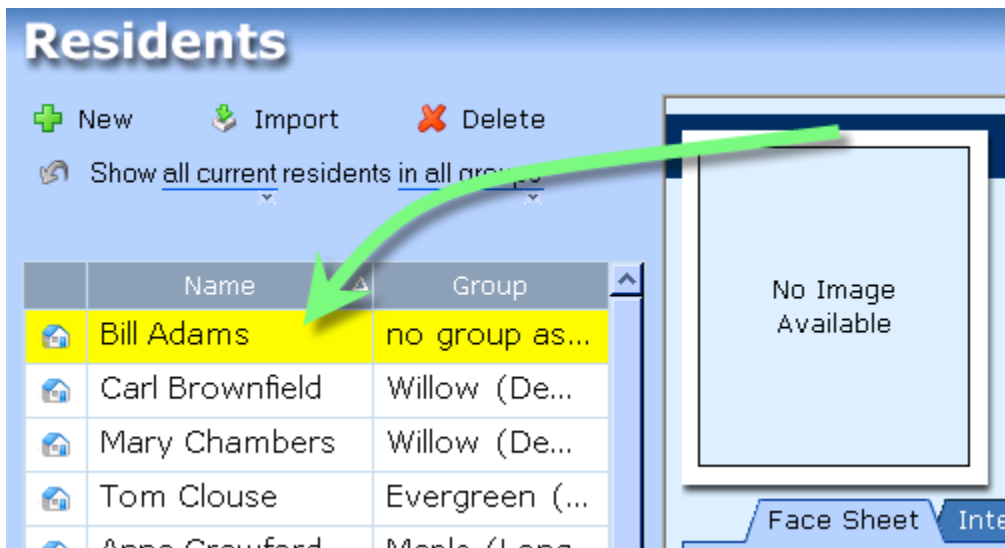 Residents
New Import Delete
Show all current residents in all groups
Name Group
Bill Adams no group as...
Carl Brownfield Willow (De...
Mary Chambers Willow (De...
Tom Clouse Evergreen (...
No Image
Available
Face Sheet Inte